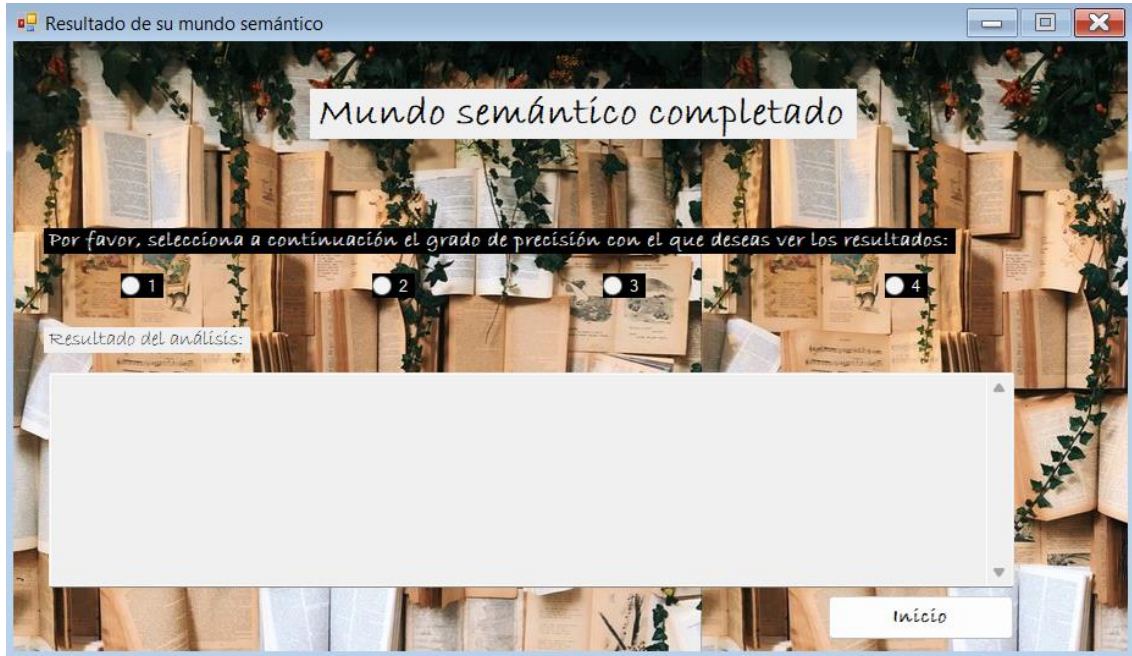 Resultado de su mundo semántico
Mundo semántico completado
Por favor, selecciona a continuación el grado de precisión con el que deseas ver los resultados:
1 2 3 4
Resultado del análisis:
Inicio